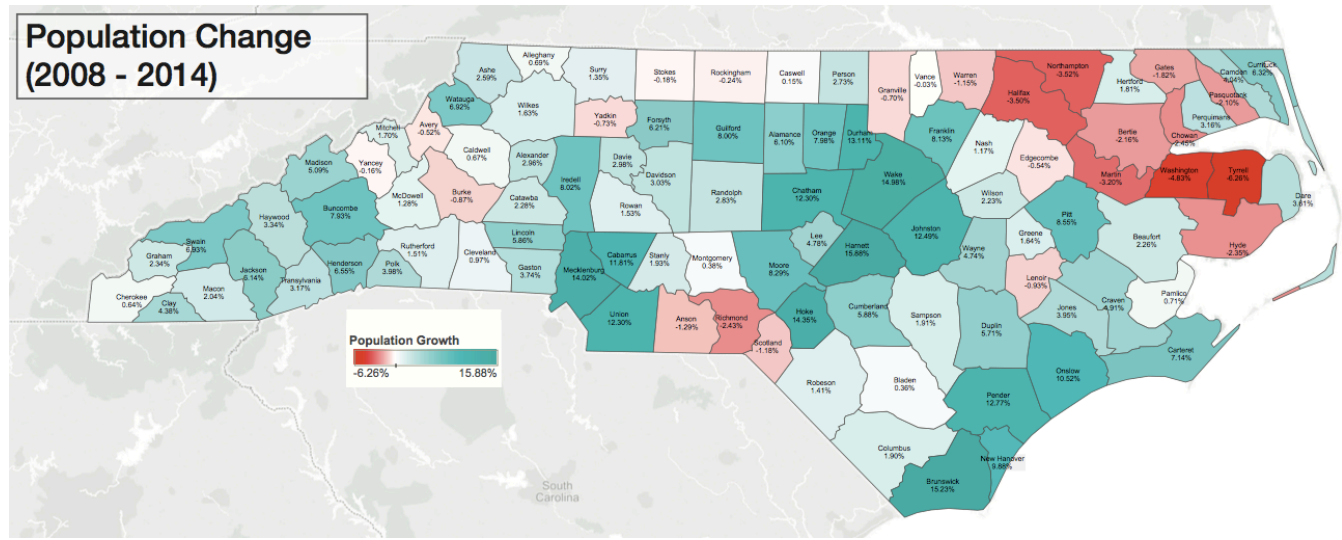 Population Change
(2008 - 2014)
Alleghany
0.69%
Ashe
2.59%
Surry
1.35%
Stokes
-0.18%
Rockingham
-0.24%
Caswell
0.15%
Person
2.73%
Granville
-0.70%
Vance
-0.03%
Warren
-1.15%
Northampton
-3.52%
Halifax
-3.50%
Hertford
1.81%
Gates
-1.82%
Camden
4.04%
Currituck
6.32%
Pasquotank
-2.10%
Perquimans
3.16%
Chowan
-2.45%
Bertie
-2.16%
Watauga
6.92%
Wilkes
1.63%
Yadkin
-0.73%
Forsyth
6.21%
Guilford
8.00%
Alamance
6.10%
Orange
7.98%
Durham
13.11%
Franklin
8.13%
Nash
1.17%
Edgecombe
-0.54%
Martin
-3.20%
Washington
-4.83%
Tyrrell
-6.26%
Dare
3.61%
Mitchell
1.70%
Avery
-0.52%
Caldwell
0.67%
Alexander
2.96%
Iredell
8.02%
Davie
2.98%
Davidson
3.03%
Randolph
2.83%
Chatham
12.30%
Wake
14.98%
Wilson
2.23%
Pitt
8.55%
Beaufort
2.26%
Hyde
-2.35%
Madison
5.09%
Yancey
-0.16%
McDowell
1.28%
Burke
-0.87%
Catawba
2.28%
Rowan
1.53%
Lee
4.78%
Harnett
15.88%
Johnston
12.49%
Wayne
4.74%
Greene
1.84%
Lenoir
-0.93%
Craven
4.91%
Pamlico
0.71%
Haywood
3.34%
Buncombe
7.93%
Swain
6.93%
Graham
2.34%
Jackson
6.14%
Henderson
6.55%
Transylvania
3.17%
Polk
3.98%
Rutherford
1.51%
Cleveland
0.97%
Lincoln
5.86%
Gaston
3.74%
Mecklenburg
14.02%
Cabarrus
11.81%
Stanly
1.93%
Montgomery
0.38%
Moore
8.29%
Cherokee
0.64%
Clay
4.38%
Macon
2.04%
Union
12.30%
Anson
-1.29%
Richmond
-2.43%
Scotland
-1.18%
Hoke
14.35%
Cumberland
5.88%
Sampson
1.91%
Duplin
5.71%
Jones
3.95%
Carteret
7.14%
Onslow
10.52%
Robeson
1.41%
Bladen
0.36%
Pender
12.77%
Columbus
1.90%
New Hanover
9.88%
Brunswick
15.23%
Population Growth
-6.26%
15.88%
South
Carolina